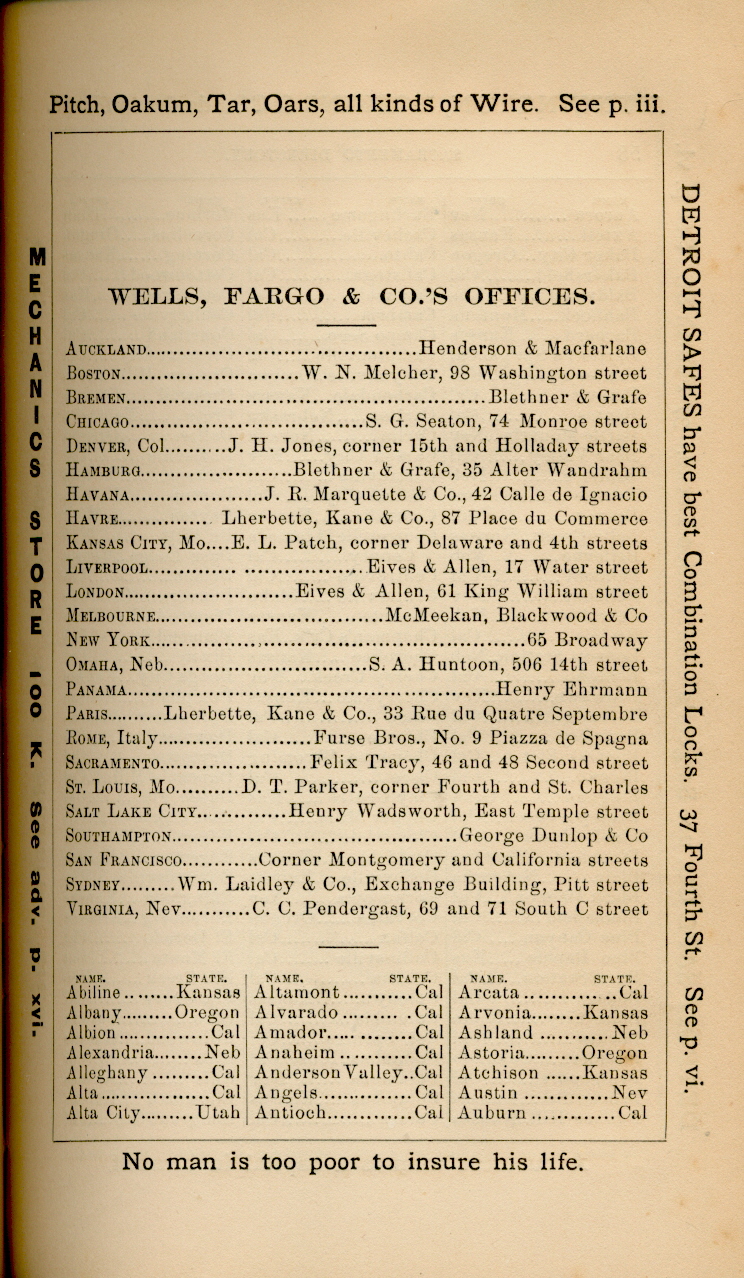 Pitch, Oakum, Tar, Oars, all kinds of Wire. See p. iii.
MECHANICS STORE 100 K. See adv. p. xvi.
WELLS, FARGO & CO.'S OFFICES.
AUCKLAND..............................................Henderson & Macfarlane
BOSTON..............................W. N. Melcher, 98 Washington street
BREMEN............................................................Blethner & Grafe
CHICAGO.......................................S. G. Seaton, 74 Monroe street
DENVER, Col..........J. H. Jones, corner 15th and Holladay streets
HAMBURG.........................Blethner & Grafe, 35 Alter Wandrahm
HAVANA......................J. R. Marquette & Co., 42 Calle de Ignacio
HAVRE............... Lherbette, Kane & Co., 87 Place du Commerce
KANSAS CITY, Mo....E. L. Patch, corner Delaware and 4th streets
LIVERPOOL.............. ....................Eives & Allen, 17 Water street
LONDON............................Eives & Allen, 61 King William street
MELBOURNE......................................McMeekan, Blackwood & Co
NEW YORK..............................................................65 Broadway
OMAHA, Neb..................................S. A. Huntoon, 506 14th street
PANAMA.............................................................Henry Ehrmann
PARIS.........Lherbette, Kane & Co., 33 Rue du Quatre Septembre
ROME, Italy..........................Furse Bros., No. 9 Piazza de Spagna
SACRAMENTO.........................Felix Tracy, 46 and 48 Second street
ST. LOUIS, Mo..........D. T. Parker, corner Fourth and St. Charles
SALT LAKE CITY...............Henry Wadsworth, East Temple street
SOUTHAMPTON...............................................George Dunlop & Co
SAN FRANCISCO............Corner Montgomery and California streets
SYDNEY.........Wm. Laidley & Co., Exchange Building, Pitt street
VIRGINIA, Nev...........C. C. Pendergast, 69 and 71 South C street
NAME. STATE.
Abiline.........Kansas
Albany.........Oregon
Albion...............Cal
Alexandria........Neb
Alleghany.........Cal
Alta..................Cal
Alta City.........Utah
NAME. STATE.
Altamont...........Cal
Alvarado...........Cal
Amador.............Cal
Anaheim...........Cal
Anderson Valley..Cal
Angels..............Cal
Antioch............Cal
NAME. STATE.
Arcata..............Cal
Arvonia........Kansas
Ashland...........Neb
Astoria........Oregon
Atchison......Kansas
Austin.............Nev
Auburn............Cal
DETROIT SAFES have best Combination Locks. 37 Fourth St. See p. vi.
No man is too poor to insure his life.